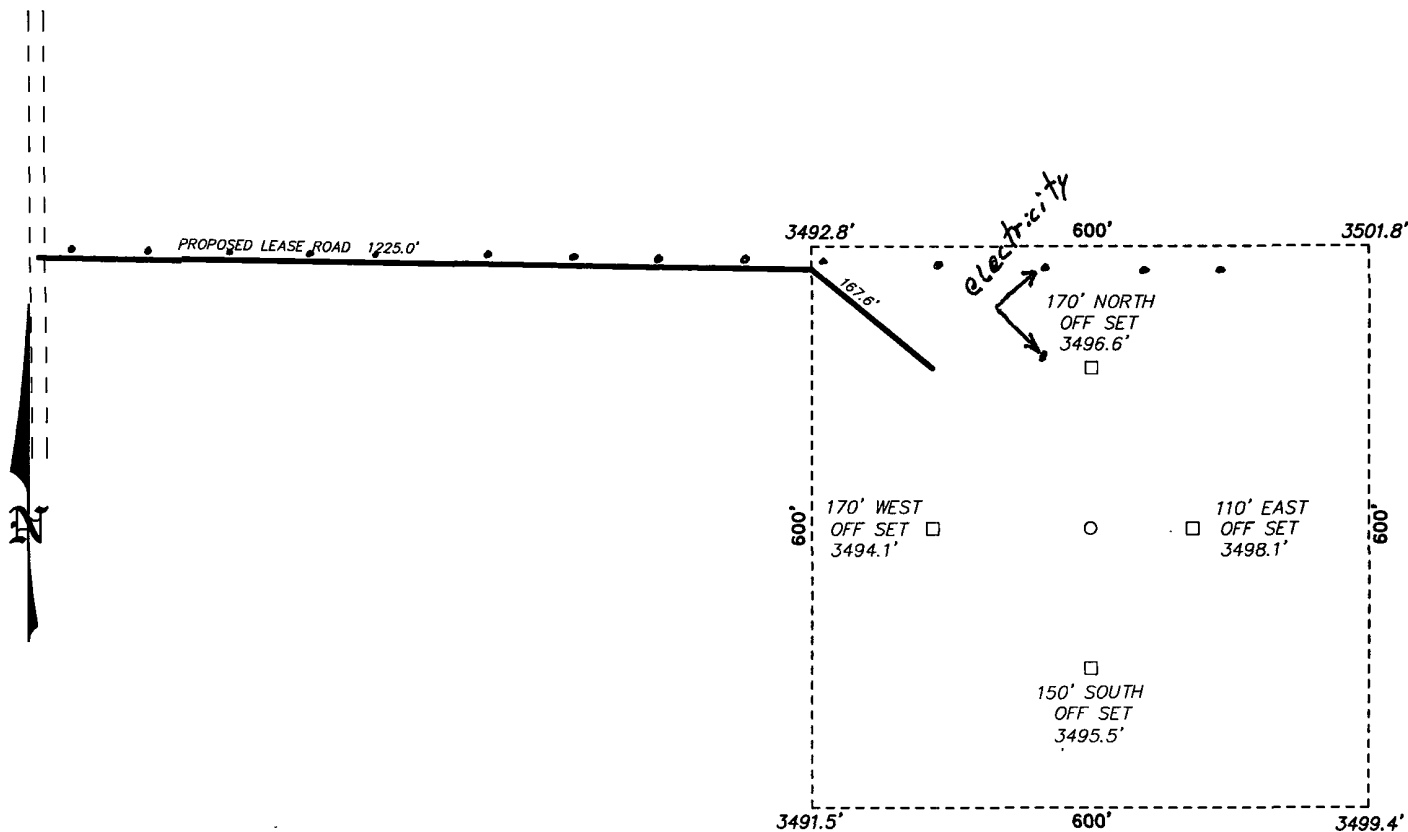 electricity
3492.8'
600'
3501.8'
PROPOSED LEASE ROAD 1225.0'
167.6'
170' NORTH
OFF SET
3496.6'
N
600'
170' WEST
OFF SET
3494.1'
110' EAST
OFF SET
3498.1'
600'
150' SOUTH
OFF SET
3495.5'
3491.5'
600'
3499.4'